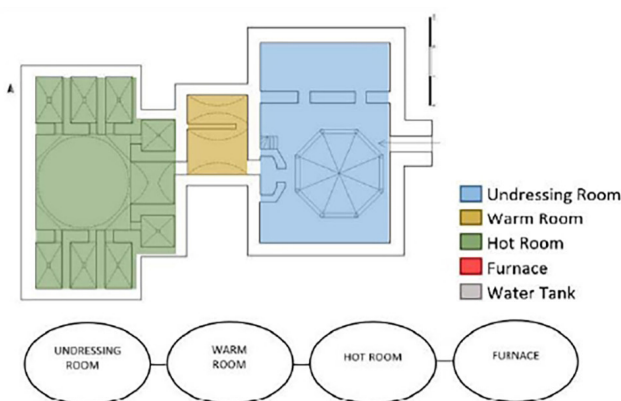 Undressing Room
Warm Room
Hot Room
Furnace
Water Tank
UNDRESSING
ROOM
WARM
ROOM
HOT ROOM
FURNACE